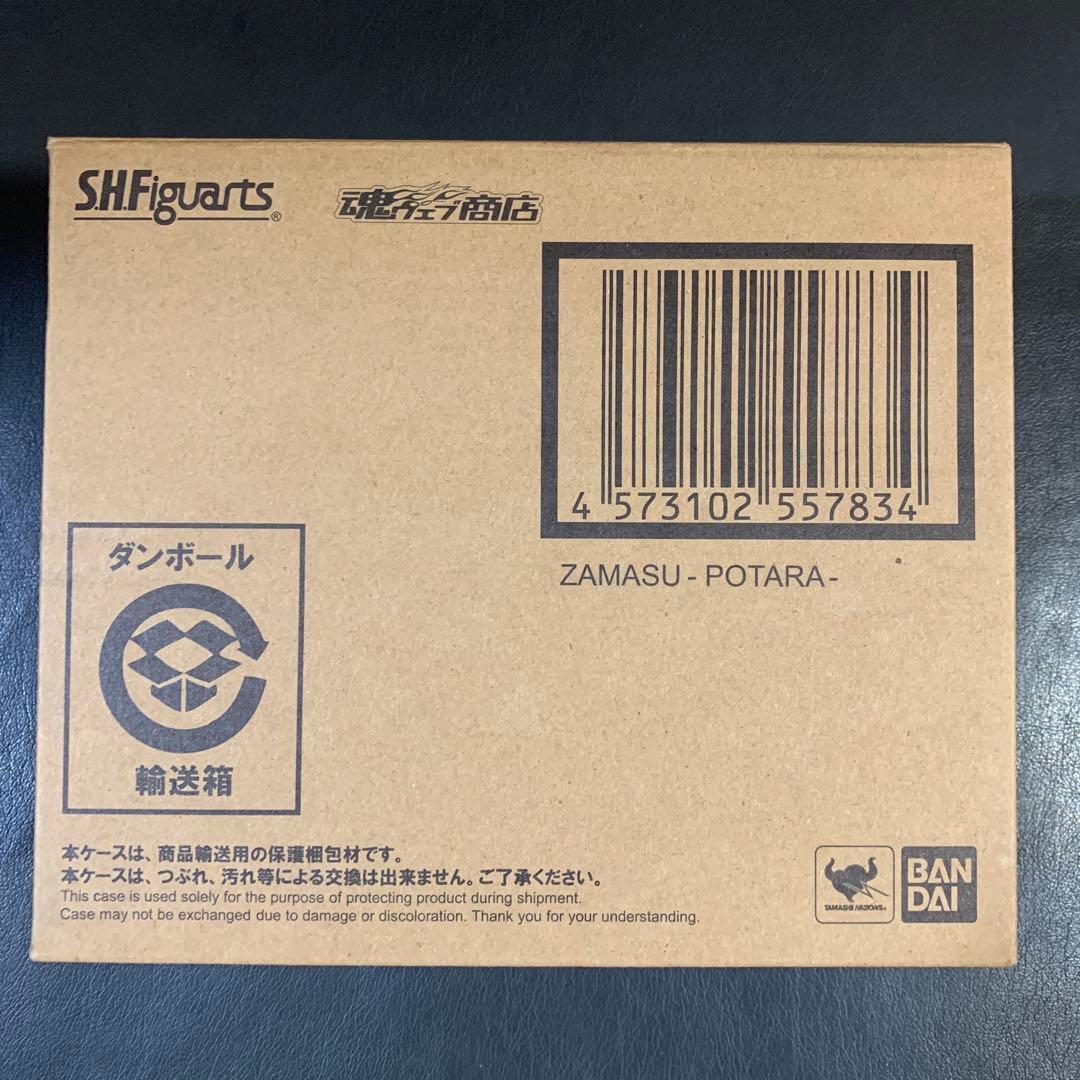 S.H.Figuarts®
魂ウェブ商店
4 573102 557834
ZAMASU - POTARA -
ダンボール
輸送箱
本ケースは、商品輸送用の保護梱包材です。
本ケースは、つぶれ、汚れ等による交換は出来ません。ご了承ください。
This case is used solely for the purpose of protecting product during shipment.
Case may not be exchanged due to damage or discoloration. Thank you for your understanding.
TAMASHII NATIONS®
BAN
DAI